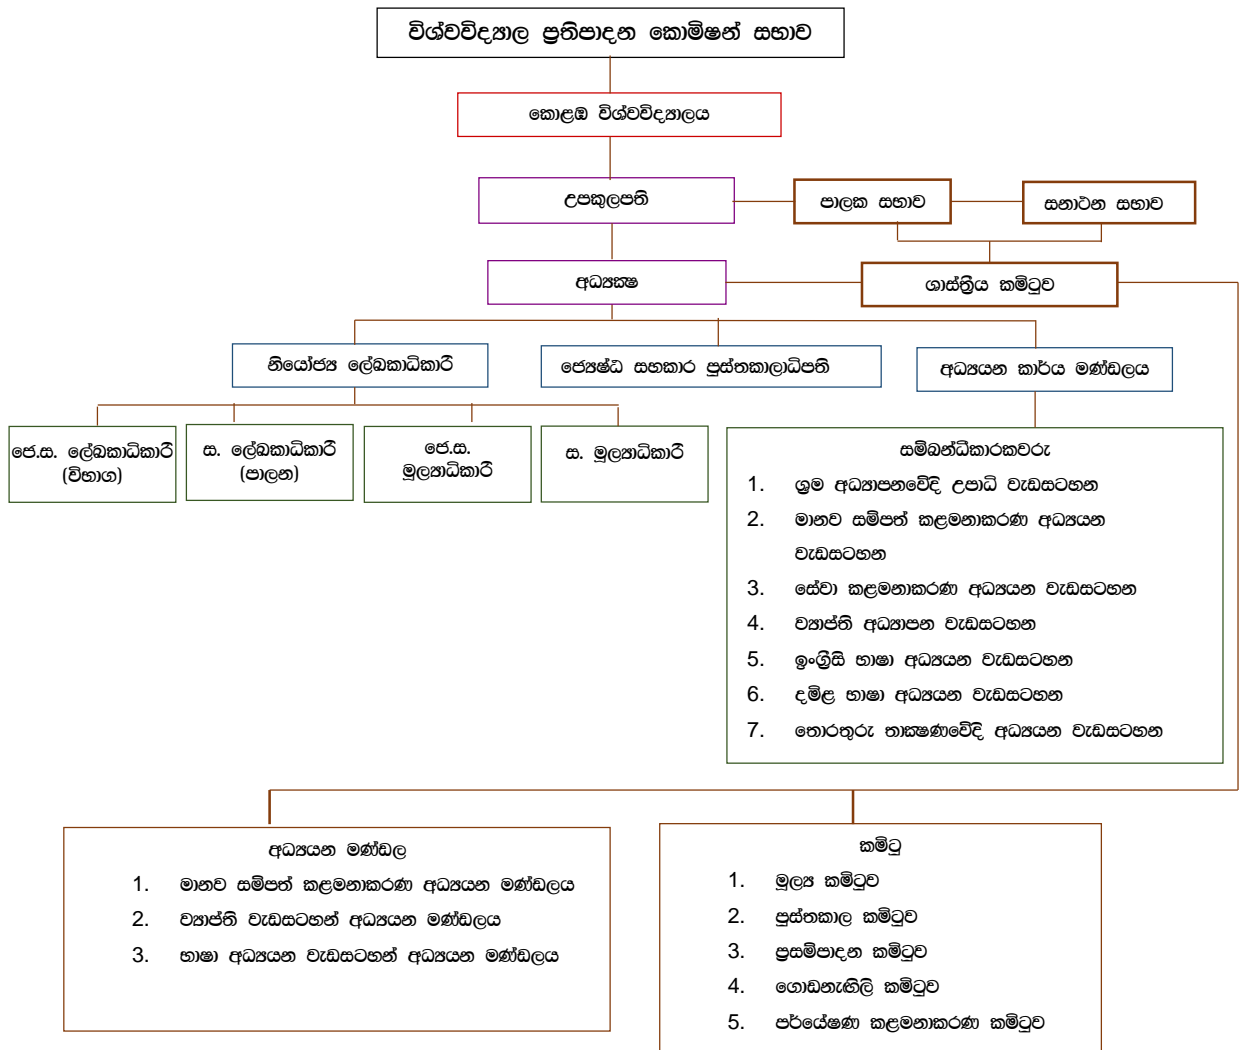 විශ්වවිද්‍යාල ප්‍රතිපාදන කොමිෂන් සභාව
කොළඹ විශ්වවිද්‍යාලය
උපකුලපති
පාලක සභාව
සනාථන සභාව
අධ්‍යක්‍ෂ
ශාස්ත්‍රීය කමිටුව
නියෝජ්‍ය ලේඛකාධිකාරී
ජ්‍යෙෂ්ඨ සහකාර පුස්තකාලාධිපති
අධ්‍යයන කාර්ය මණ්ඩලය
ජෙ.ස. ලේඛකාධිකාරී
(විභාග)
ස. ලේඛකාධිකාරී
(පාලන)
ජෙ.ස.
මූල්‍යාධිකාරී
ස. මූල්‍යාධිකාරී
සම්බන්ධීකාරකවරු
1. ශ්‍රම අධ්‍යාපනවේදි උපාධි වැඩසටහන
2. මානව සම්පත් කළමනාකරණ අධ්‍යයන
වැඩසටහන
3. සේවා කළමනාකරණ අධ්‍යයන වැඩසටහන
4. ව්‍යාප්ති අධ්‍යාපන වැඩසටහන
5. ඉංග්‍රීසි භාෂා අධ්‍යයන වැඩසටහන
6. දමිළ භාෂා අධ්‍යයන වැඩසටහන
7. තොරතුරු තාක්‍ෂණවේදි අධ්‍යයන වැඩසටහන
අධ්‍යයන මණ්ඩල
1. මානව සම්පත් කළමනාකරණ අධ්‍යයන මණ්ඩලය
2. ව්‍යාප්ති වැඩසටහන් අධ්‍යයන මණ්ඩලය
3. භාෂා අධ්‍යයන වැඩසටහන් අධ්‍යයන මණ්ඩලය
කමිටු
1. මූල්‍ය කමිටුව
2. පුස්තකාල කමිටුව
3. ප්‍රසම්පාදන කමිටුව
4. ගොඩනැඟිලි කමිටුව
5. පර්යේෂණ කළමනාකරණ කමිටුව